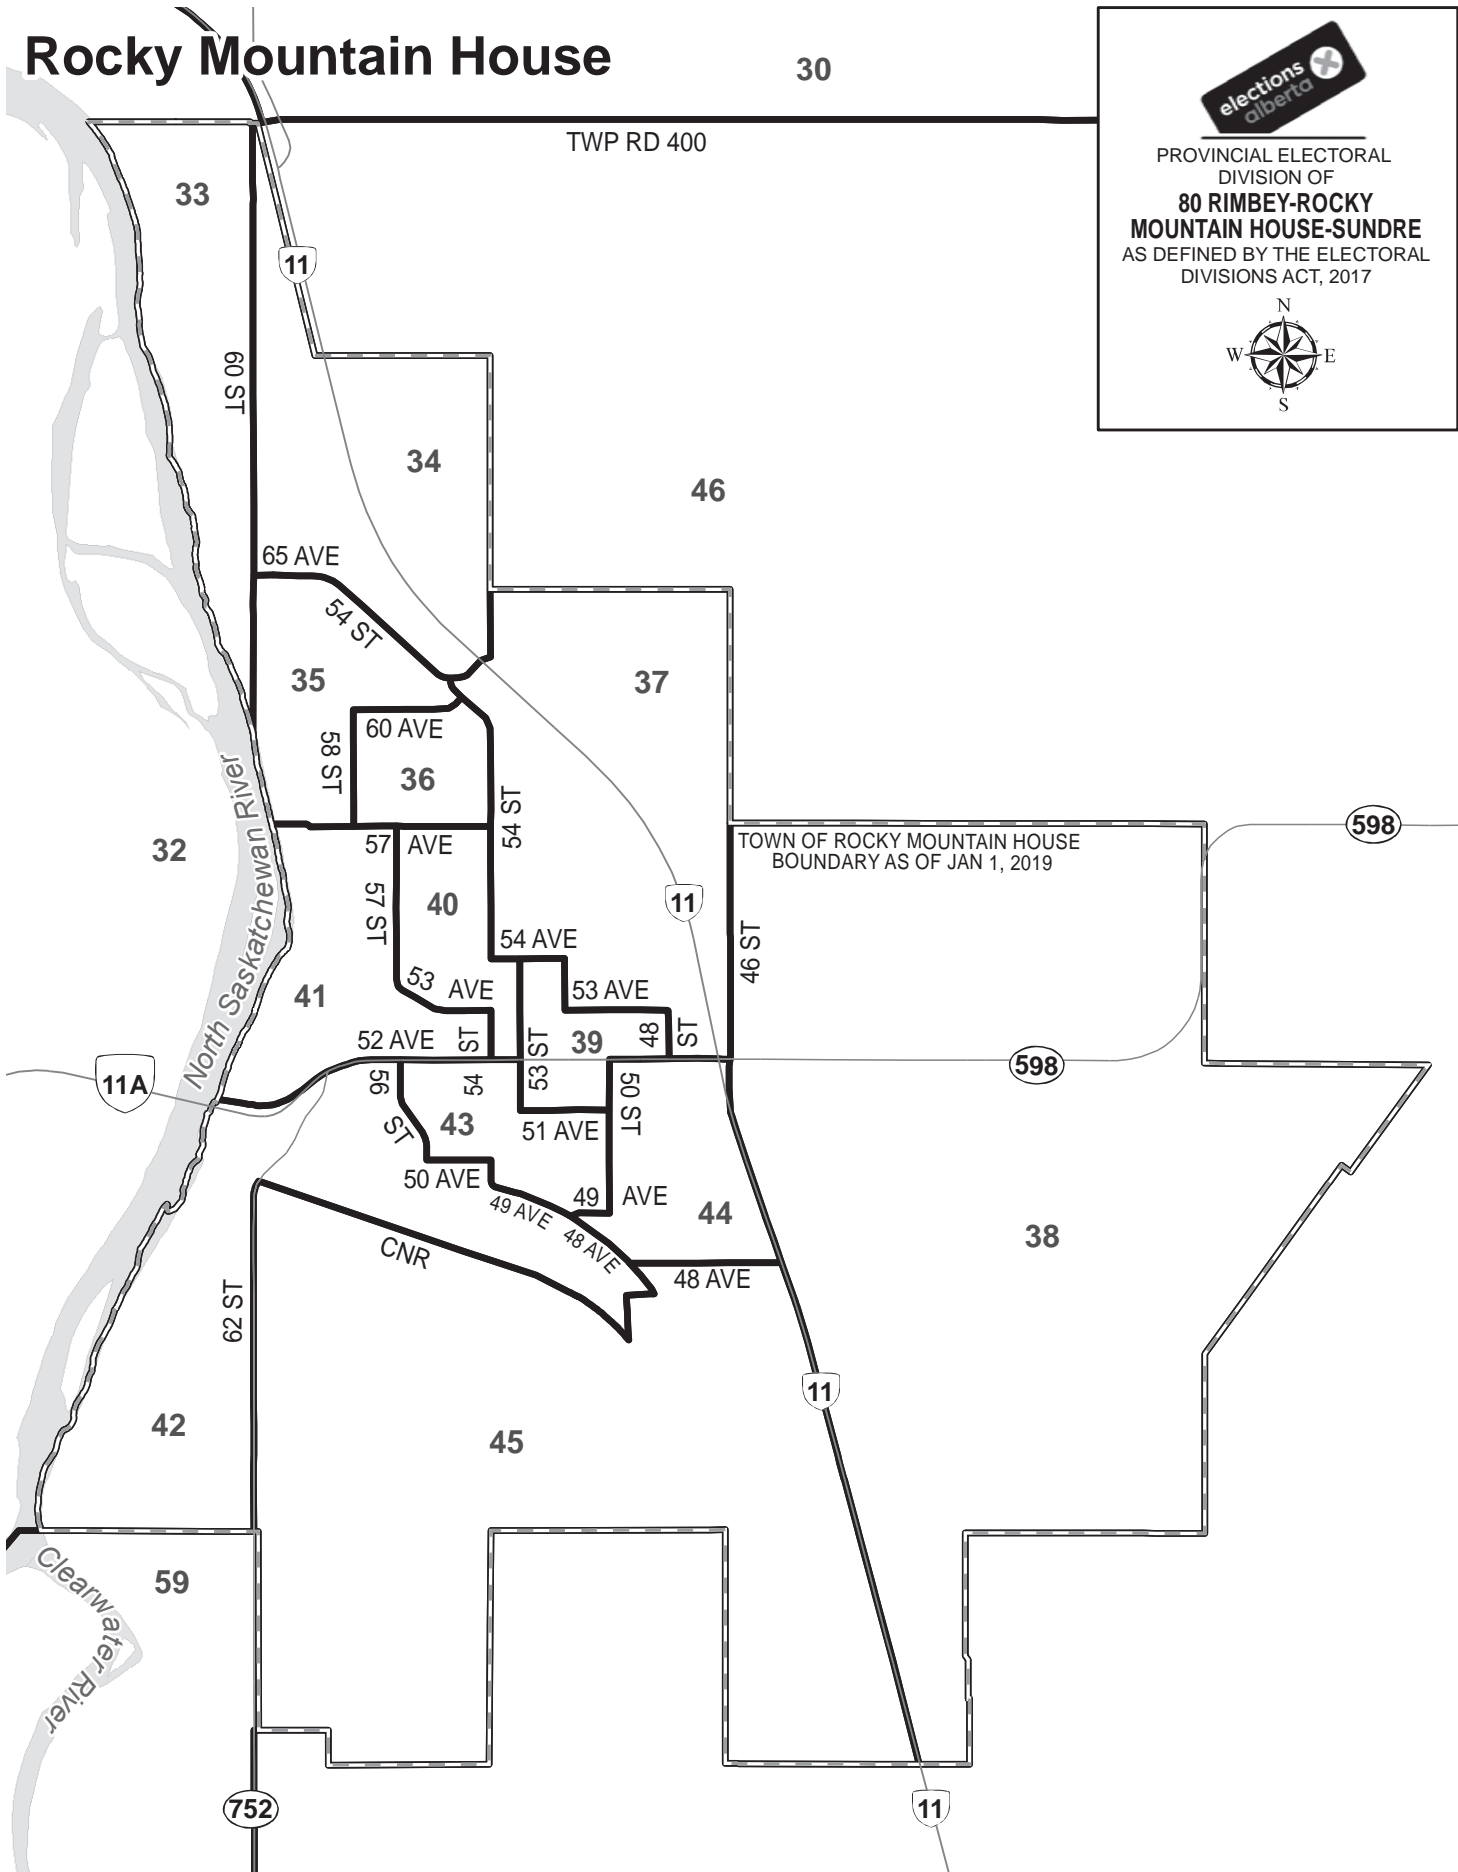 Rocky Mountain House
30
elections
alberta
TWP RD 400
PROVINCIAL ELECTORAL
DIVISION OF
80 RIMBEY-ROCKY
MOUNTAIN HOUSE-SUNDRE
AS DEFINED BY THE ELECTORAL
DIVISIONS ACT, 2017
N
W
E
S
33
11
60 ST
34
46
65 AVE
54 ST
35
37
60 AVE
58 ST
36
54 ST
598
North Saskatchewan River
32
57 AVE
TOWN OF ROCKY MOUNTAIN HOUSE
BOUNDARY AS OF JAN 1, 2019
57 ST
40
11
54 AVE
46 ST
41
53 AVE
53 AVE
52 AVE
54 ST
53 ST
39
48 ST
598
11A
56 ST
43
51 AVE
50 ST
50 AVE
49 AVE
49 AVE
44
38
48 AVE
CNR
48 AVE
62 ST
11
42
45
59
Clearwater River
752
11